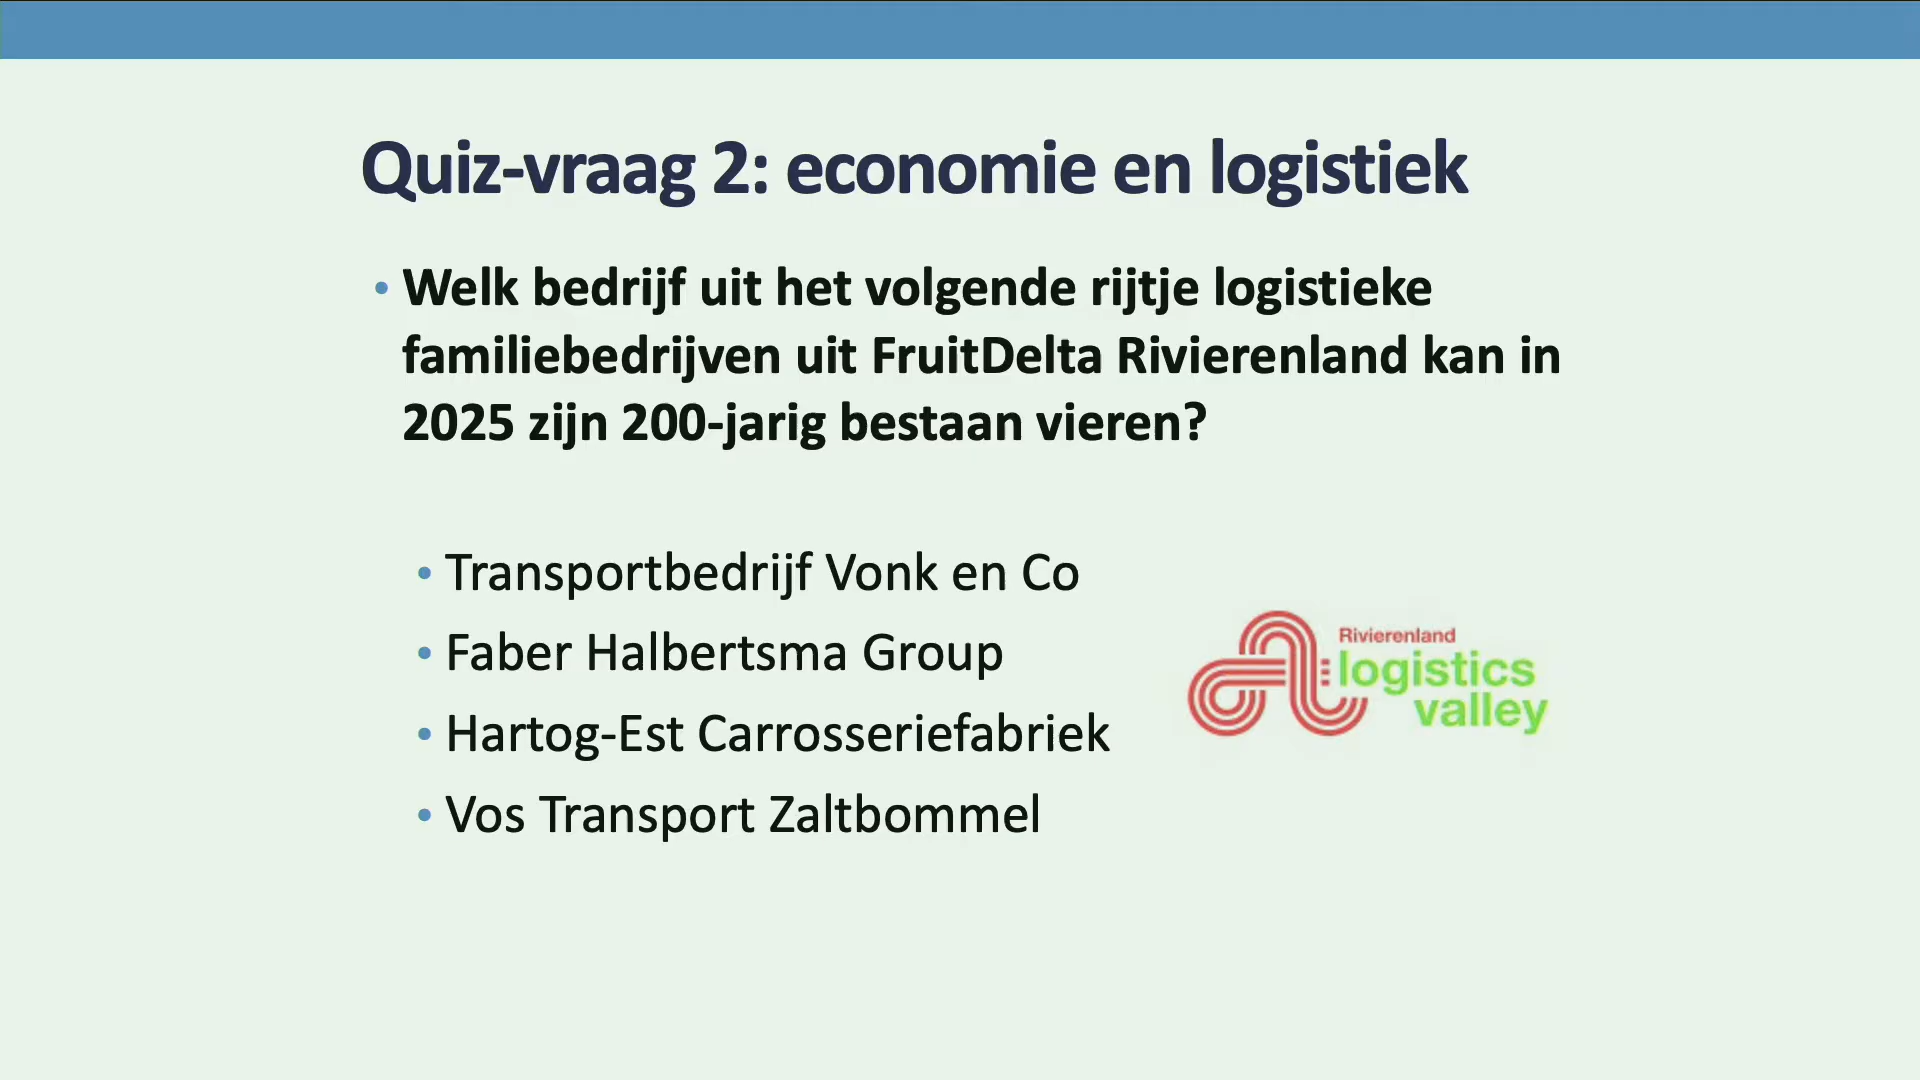 Quiz-vraag 2: economie en logistiek
• Welk bedrijf uit het volgende rijtje logistieke
familiebedrijven uit FruitDelta Rivierenland kan in
2025 zijn 200-jarig bestaan vieren?
• Transportbedrijf Vonk en Co
• Faber Halbertsma Group
• Hartog-Est Carrosseriefabriek
• Vos Transport Zaltbommel
Rivierenland
logistics
valley